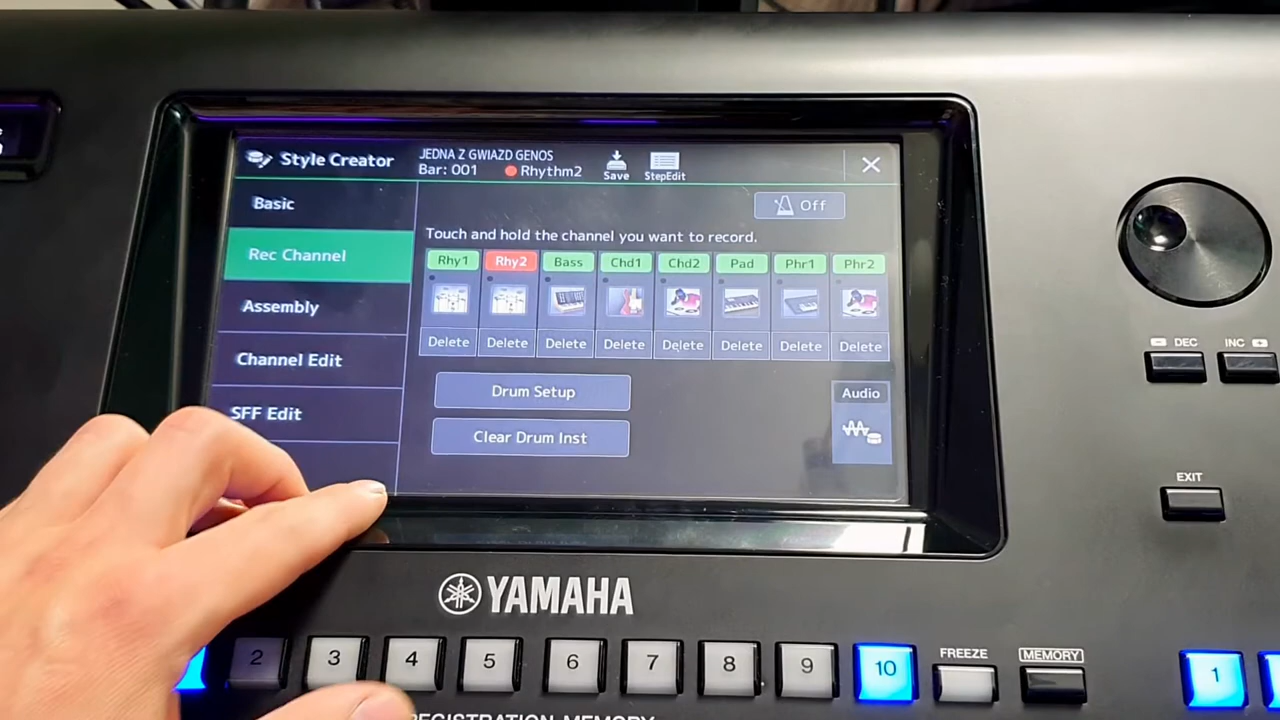 Style Creator
JEDNA Z GWIAZD GENOS
Bar: 001 Rhythm2
Save
StepEdit
Basic
Off
Rec Channel
Touch and hold the channel you want to record.
Rhy1 Rhy2 Bass Chd1 Chd2 Pad Phr1 Phr2
Delete Delete Delete Delete Delete Delete Delete Delete
Assembly
Channel Edit
Drum Setup
Audio
SFF Edit
Clear Drum Inst
DEC INC
EXIT
YAMAHA
2 3 4 5 6 7 8 9 10
FREEZE
MEMORY
1
REGISTRATION MEMORY